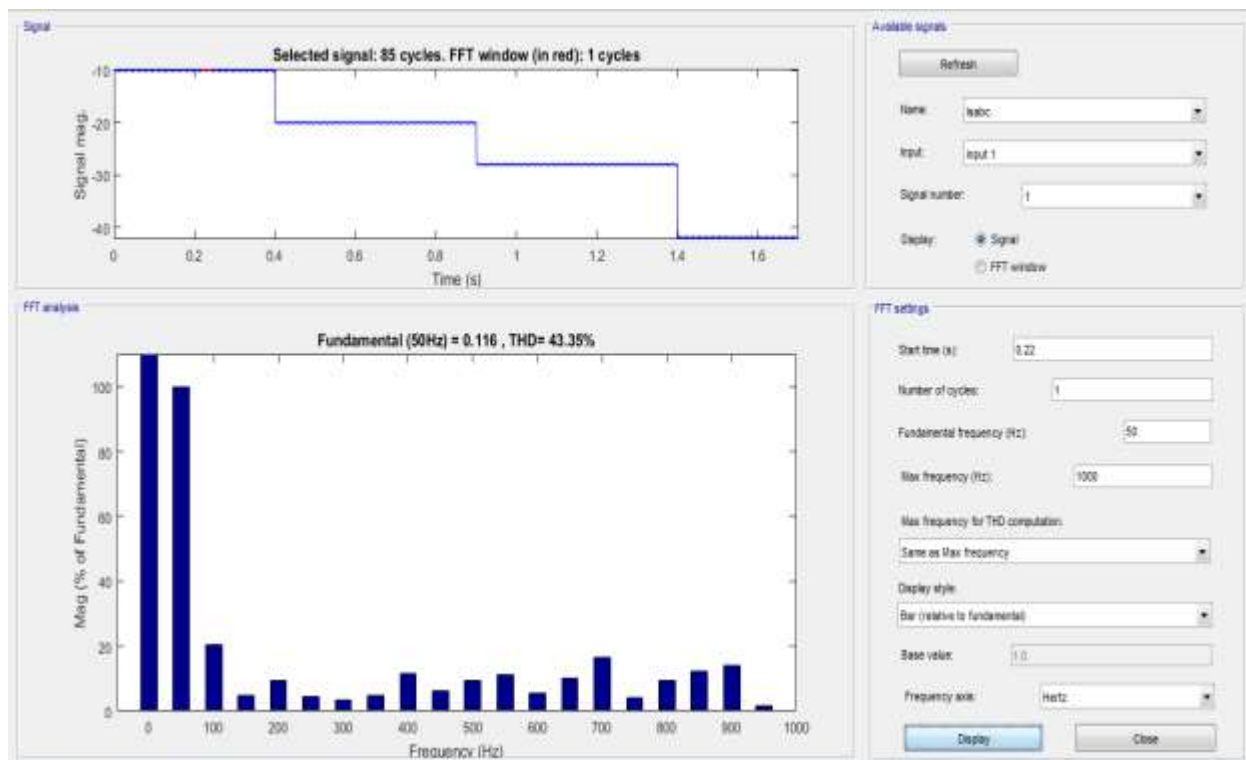 Signal
Selected signal: 85 cycles. FFT window (in red): 1 cycles
-10
-20
-30
-40
Signal mag.
0 0.2 0.4 0.6 0.8 1 1.2 1.4 1.6
Time (s)
Available signals
Refresh
Name: Isabc
Input: input 1
Signal number: 1
Display: Signal
FFT window
FFT analysis
Fundamental (50Hz) = 0.116 , THD= 43.35%
100
80
60
40
20
0
Mag (% of Fundamental)
0 100 200 300 400 500 600 700 800 900 1000
Frequency (Hz)
FFT settings
Start time (s): 0.22
Number of cycles: 1
Fundamental frequency (Hz): 50
Max frequency (Hz): 1000
Max frequency for THD computation:
Same as Max frequency
Display style:
Bar (relative to fundamental)
Base value: 1.0
Frequency axis: Hertz
Display Close